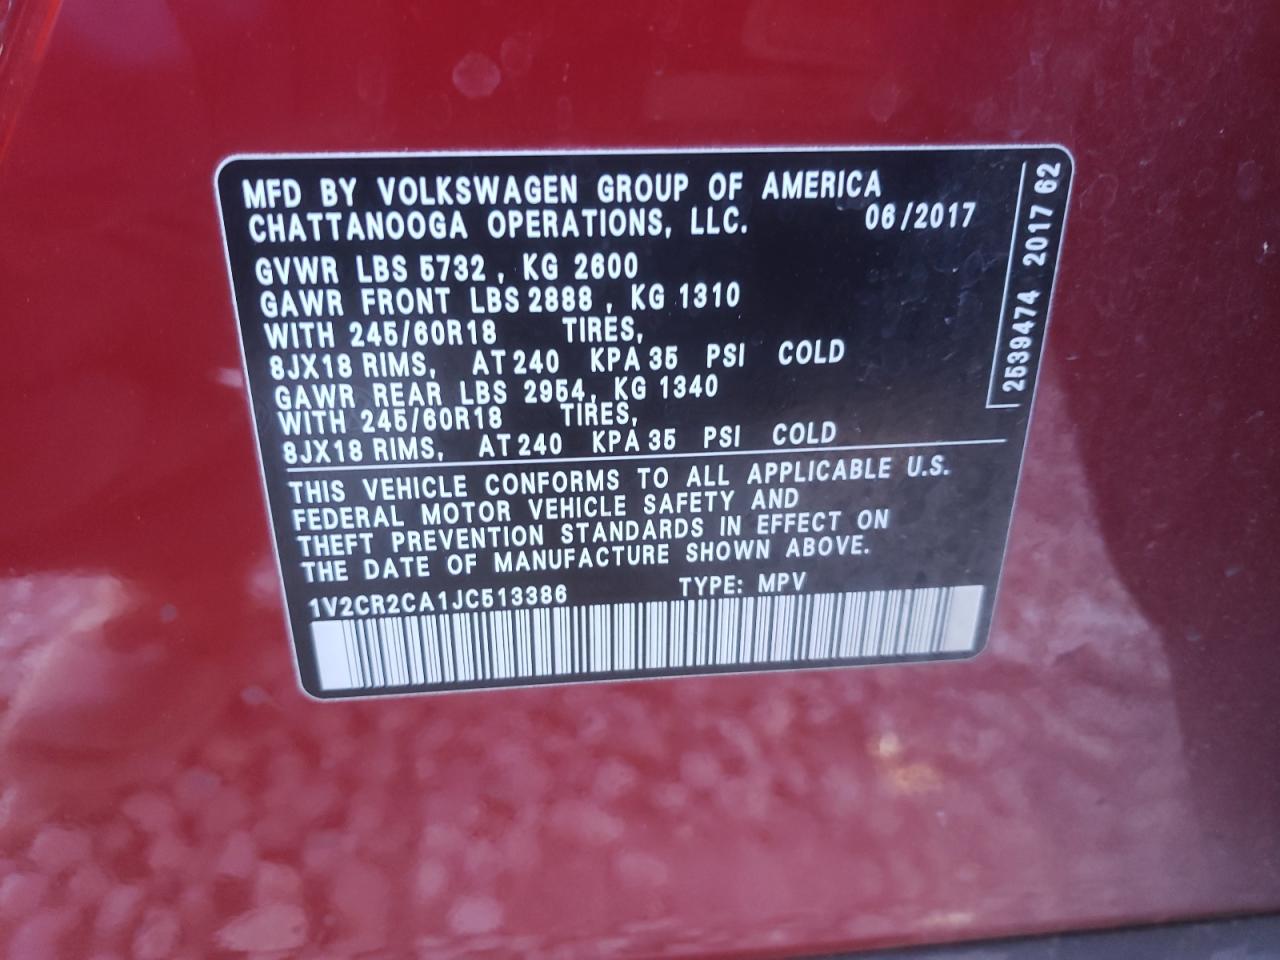 MFD BY VOLKSWAGEN GROUP OF AMERICA
CHATTANOOGA OPERATIONS, LLC. 06/2017
GVWR LBS 5732 , KG 2600
GAWR FRONT LBS 2888 , KG 1310
WITH 245/60R18 TIRES,
8JX18 RIMS, AT 240 KPA 35 PSI COLD
GAWR REAR LBS 2954, KG 1340
WITH 245/60R18 TIRES,
8JX18 RIMS, AT 240 KPA 35 PSI COLD
THIS VEHICLE CONFORMS TO ALL APPLICABLE U.S.
FEDERAL MOTOR VEHICLE SAFETY AND
THEFT PREVENTION STANDARDS IN EFFECT ON
THE DATE OF MANUFACTURE SHOWN ABOVE.
1V2CR2CA1JC513386 TYPE: MPV
2539474 2017 62